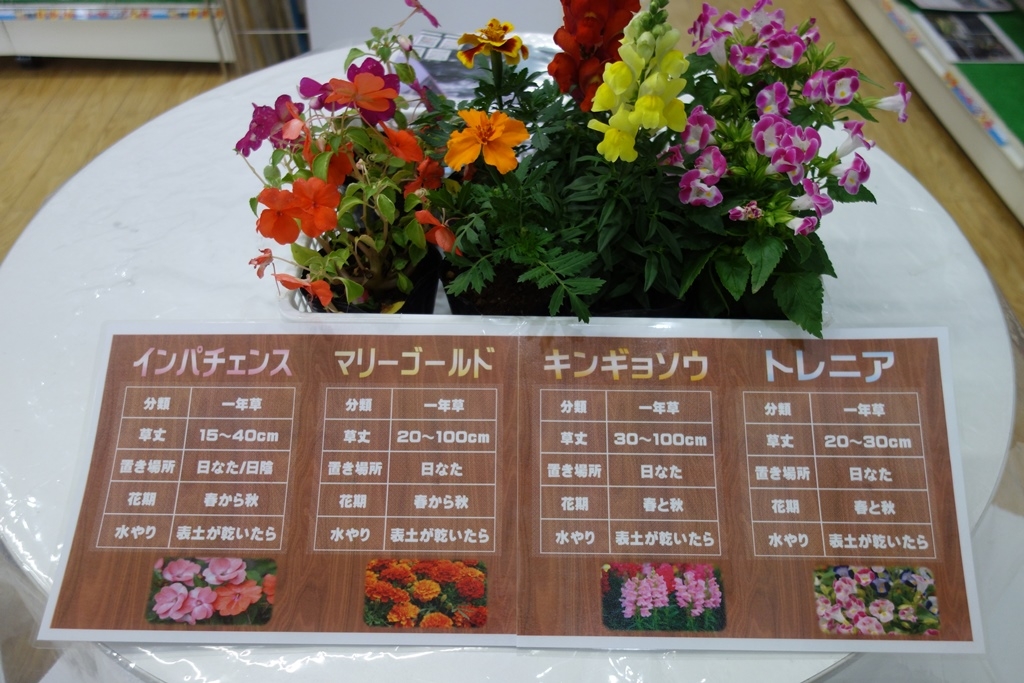 インパチェンス
分類 一年草
草丈 15～40cm
置き場所 日なた/日陰
花期 春から秋
水やり 表土が乾いたら
マリーゴールド
分類 一年草
草丈 20～100cm
置き場所 日なた
花期 春から秋
水やり 表土が乾いたら
キンギョソウ
分類 一年草
草丈 30～100cm
置き場所 日なた
花期 春と秋
水やり 表土が乾いたら
トレニア
分類 一年草
草丈 20～30cm
置き場所 日なた
花期 春と秋
水やり 表土が乾いたら